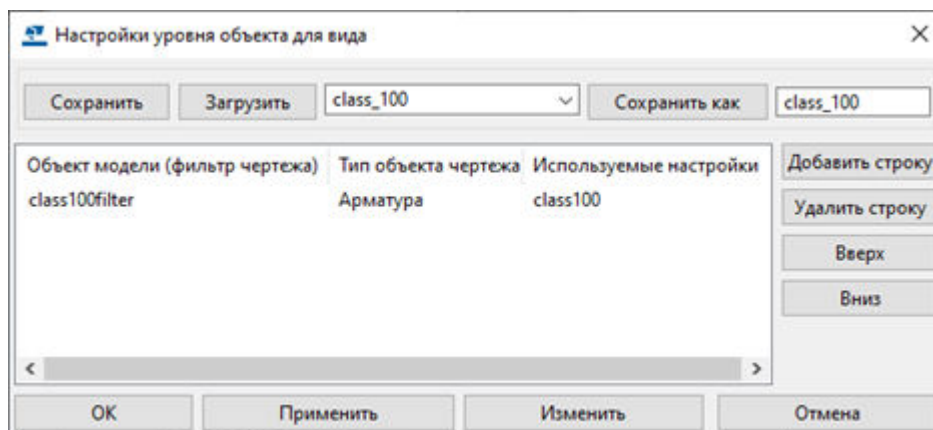 Настройки уровня объекта для вида
Сохранить Загрузить class_100 Сохранить как class_100
Объект модели (фильтр чертежа) Тип объекта чертежа Используемые настройки Добавить строку
class100filter Арматура class100 Удалить строку
Вверх
Вниз
ОК Применить Изменить Отмена